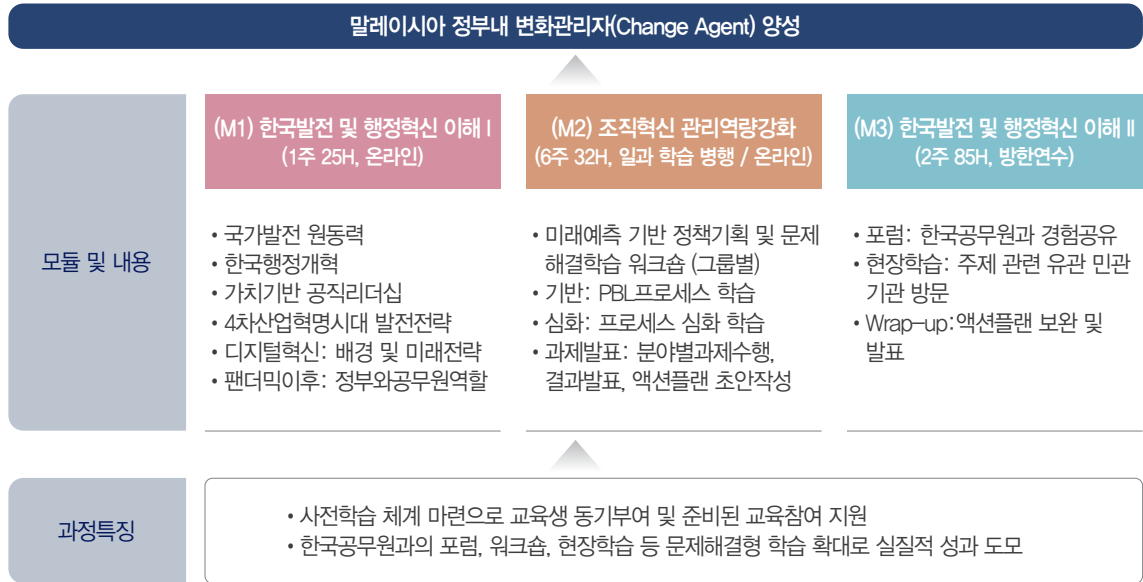 말레이시아 정부내 변화관리자(Change Agent) 양성
모듈 및 내용
(M1) 한국발전 및 행정혁신 이해 Ⅰ
(1주 25H, 온라인)
• 국가발전 원동력
• 한국행정개혁
• 가치기반 공직리더십
• 4차산업혁명시대 발전전략
• 디지털혁신: 배경 및 미래전략
• 팬더믹이후: 정부와공무원역할
(M2) 조직혁신 관리역량강화
(6주 32H, 일과 학습 병행 / 온라인)
• 미래예측 기반 정책기획 및 문제
해결학습 워크숍 (그룹별)
• 기반: PBL프로세스 학습
• 심화: 프로세스 심화 학습
• 과제발표: 분야별과제수행,
결과발표, 액션플랜 초안작성
(M3) 한국발전 및 행정혁신 이해 Ⅱ
(2주 85H, 방한연수)
• 포럼: 한국공무원과 경험공유
• 현장학습: 주제 관련 유관 민관
기관 방문
• Wrap-up:액션플랜 보완 및
발표
과정특징
• 사전학습 체계 마련으로 교육생 동기부여 및 준비된 교육참여 지원
• 한국공무원과의 포럼, 워크숍, 현장학습 등 문제해결형 학습 확대로 실질적 성과 도모